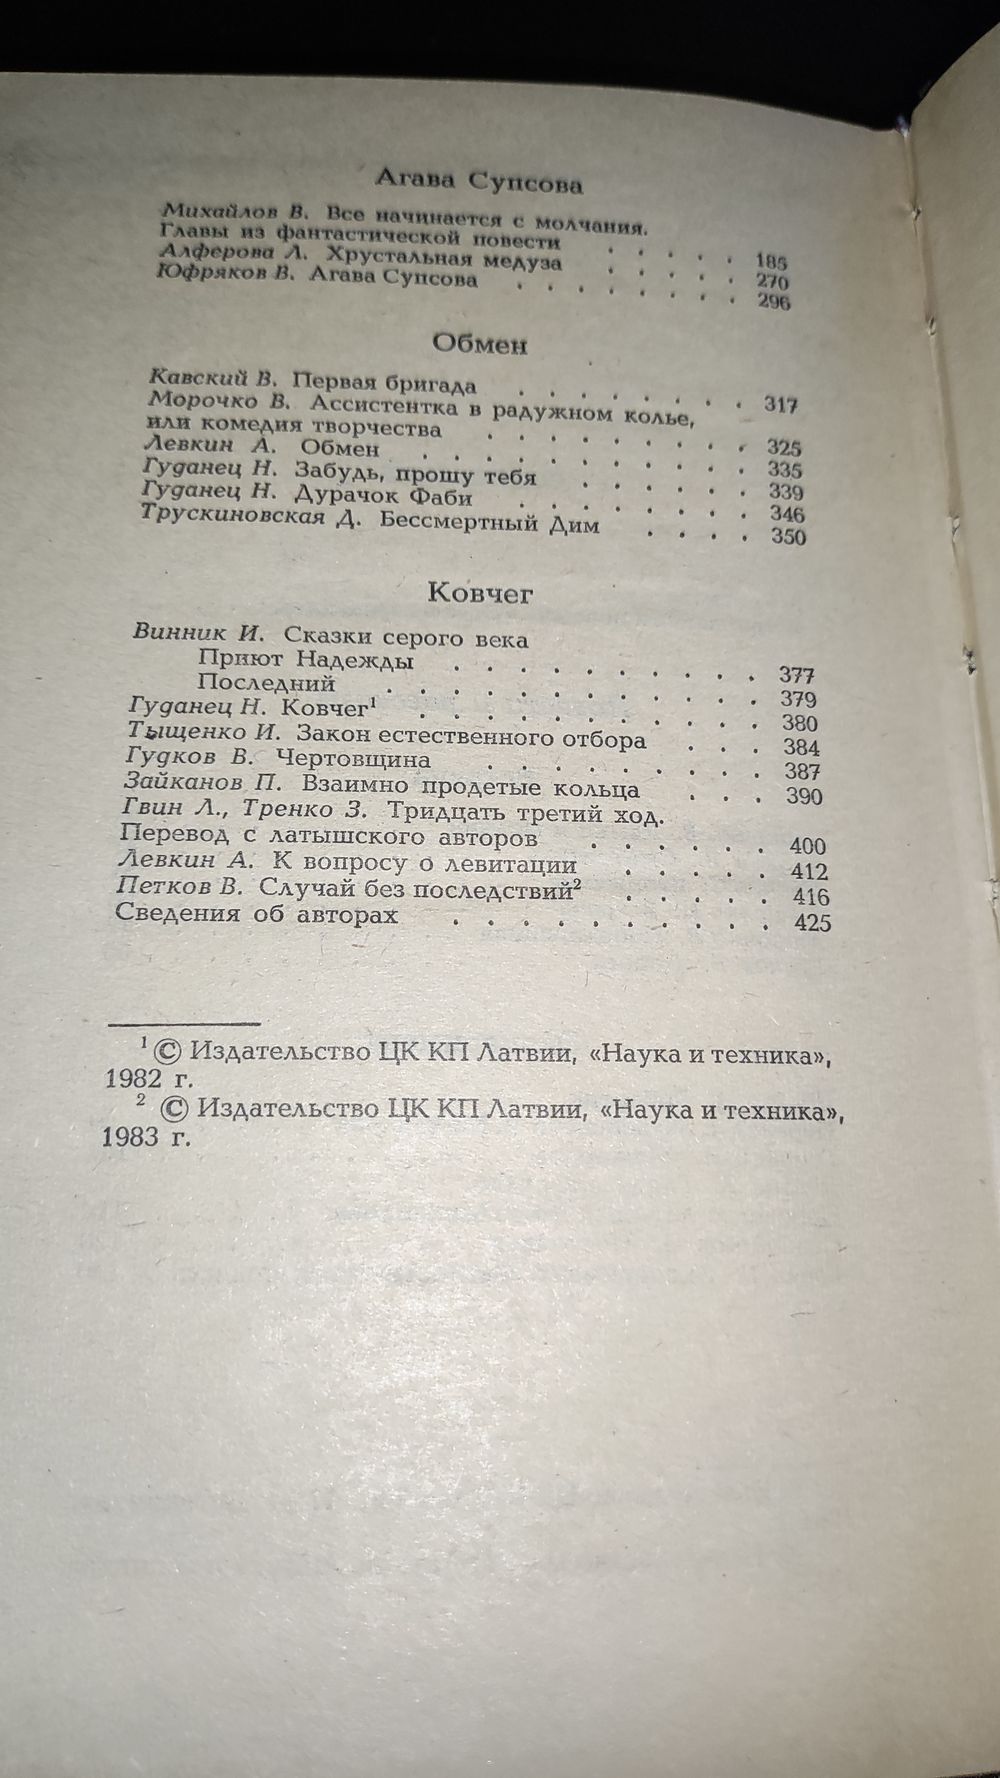 Агава Супсова
Михайлов В. Все начинается с молчания.
Главы из фантастической повести . . . . . 185
Алферова Л. Хрустальная медуза . . . . . 270
Юфряков В. Агава Супсова . . . . . . . . 296
Обмен
Кавский В. Первая бригада . . . . . . . . 317
Морочко В. Ассистентка в радужном колье,
или комедия творчества . . . . . . . . . 325
Левкин А. Обмен . . . . . . . . . . . 335
Гуданец Н. Забудь, прошу тебя . . . . . . 339
Гуданец Н. Дурачок Фаби . . . . . . . . 346
Трускиновская Д. Бессмертный Дим . . . . 350
Ковчег
Винник И. Сказки серого века
Приют Надежды . . . . . . . . . . 377
Последний . . . . . . . . . . . . 379
Гуданец Н. Ковчег¹ . . . . . . . . . . . 380
Тыщенко И. Закон естественного отбора . . . 384
Гудков В. Чертовщина . . . . . . . . . 387
Зайканов П. Взаимно продетые кольца . . . 390
Гвин Л., Тренко З. Тридцать третий ход.
Перевод с латышского авторов . . . . . . 400
Левкин А. К вопросу о левитации . . . . . 412
Петков В. Случай без последствий² . . . . . 416
Сведения об авторах . . . . . . . . . . 425
¹ © Издательство ЦК КП Латвии, «Наука и техника»,
1982 г.
² © Издательство ЦК КП Латвии, «Наука и техника»,
1983 г.